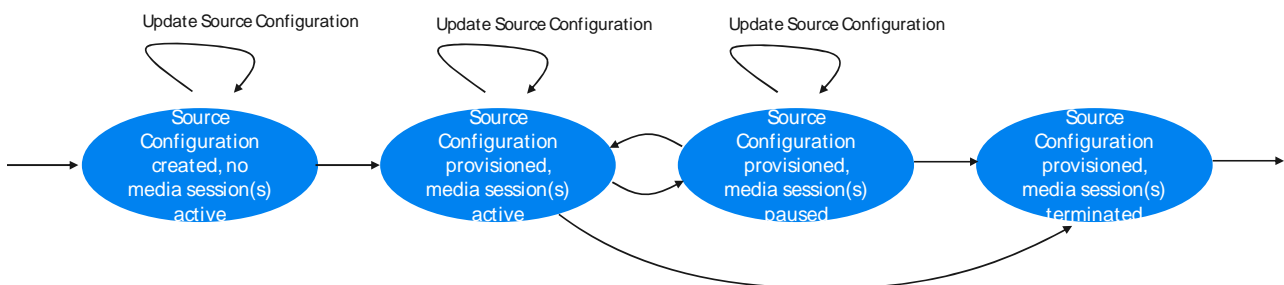 Update Source Configuration
Update Source Configuration
Update Source Configuration
Source
Configuration
created, no
media session(s)
active
Source
Configuration
provisioned,
media session(s)
active
Source
Configuration
provisioned,
media session(s)
paused
Source
Configuration
provisioned,
media session(s)
terminated